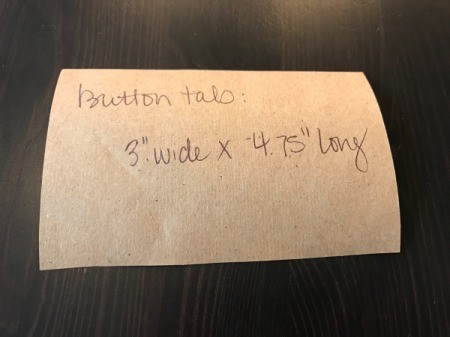 Button tab:
3" wide x 4.75" long